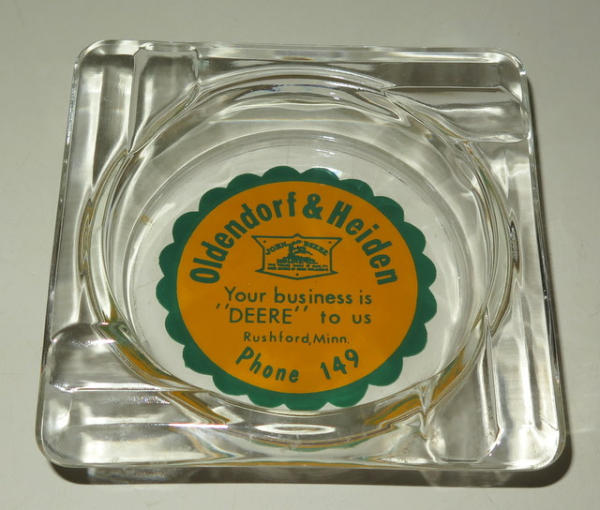 Oldendorf & Heiden
JOHN DEERE
Your business is
"DEERE" to us
Rushford, Minn.
Phone 149